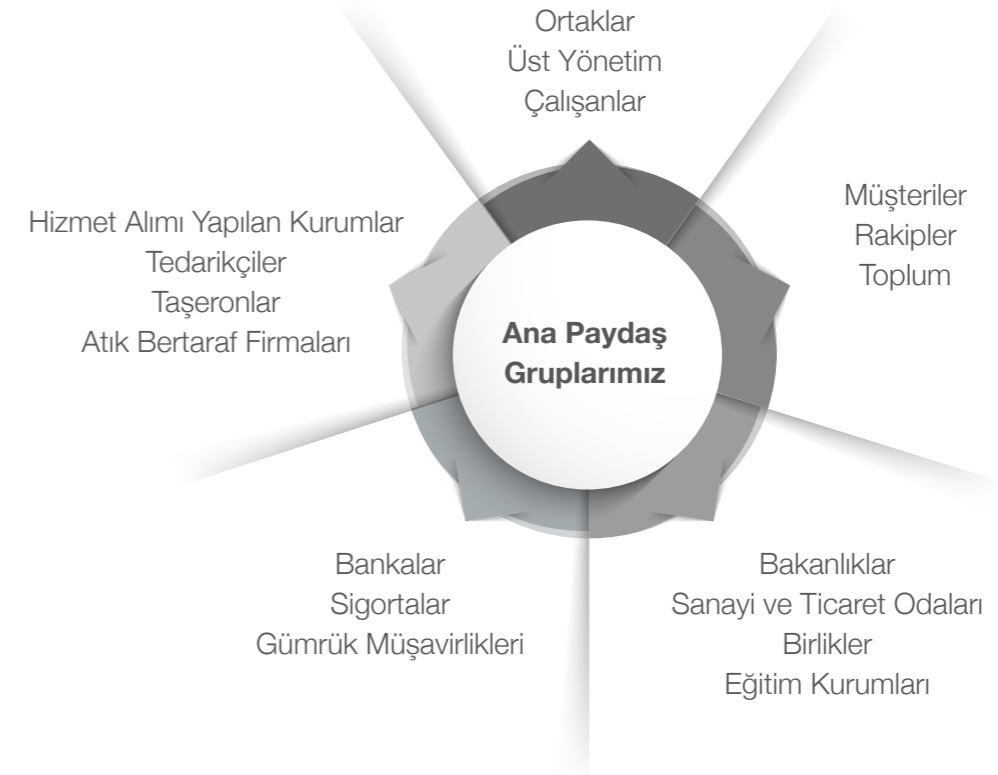 Ortaklar
Üst Yönetim
Çalışanlar
Müşteriler
Rakipler
Toplum
Hizmet Alımı Yapılan Kurumlar
Tedarikçiler
Taşeronlar
Atık Bertaraf Firmaları
Ana Paydaş
Gruplarımız
Bankalar
Sigortalar
Gümrük Müşavirlikleri
Bakanlıklar
Sanayi ve Ticaret Odaları
Birlikler
Eğitim Kurumları